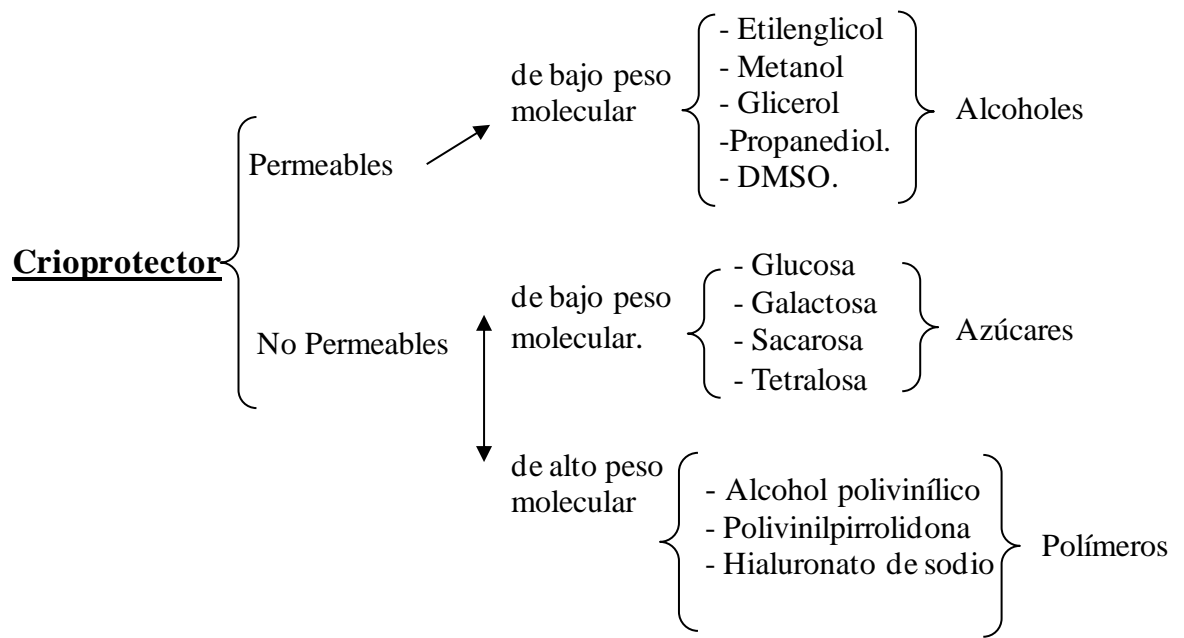 Crioprotector
Permeables
de bajo peso
molecular
- Etilenglicol
- Metanol
- Glicerol
-Propanediol.
- DMSO.
Alcoholes
No Permeables
de bajo peso
molecular.
- Glucosa
- Galactosa
- Sacarosa
- Tetralosa
Azúcares
de alto peso
molecular
- Alcohol polivinílico
- Polivinilpirrolidona
- Hialuronato de sodio
Polímeros